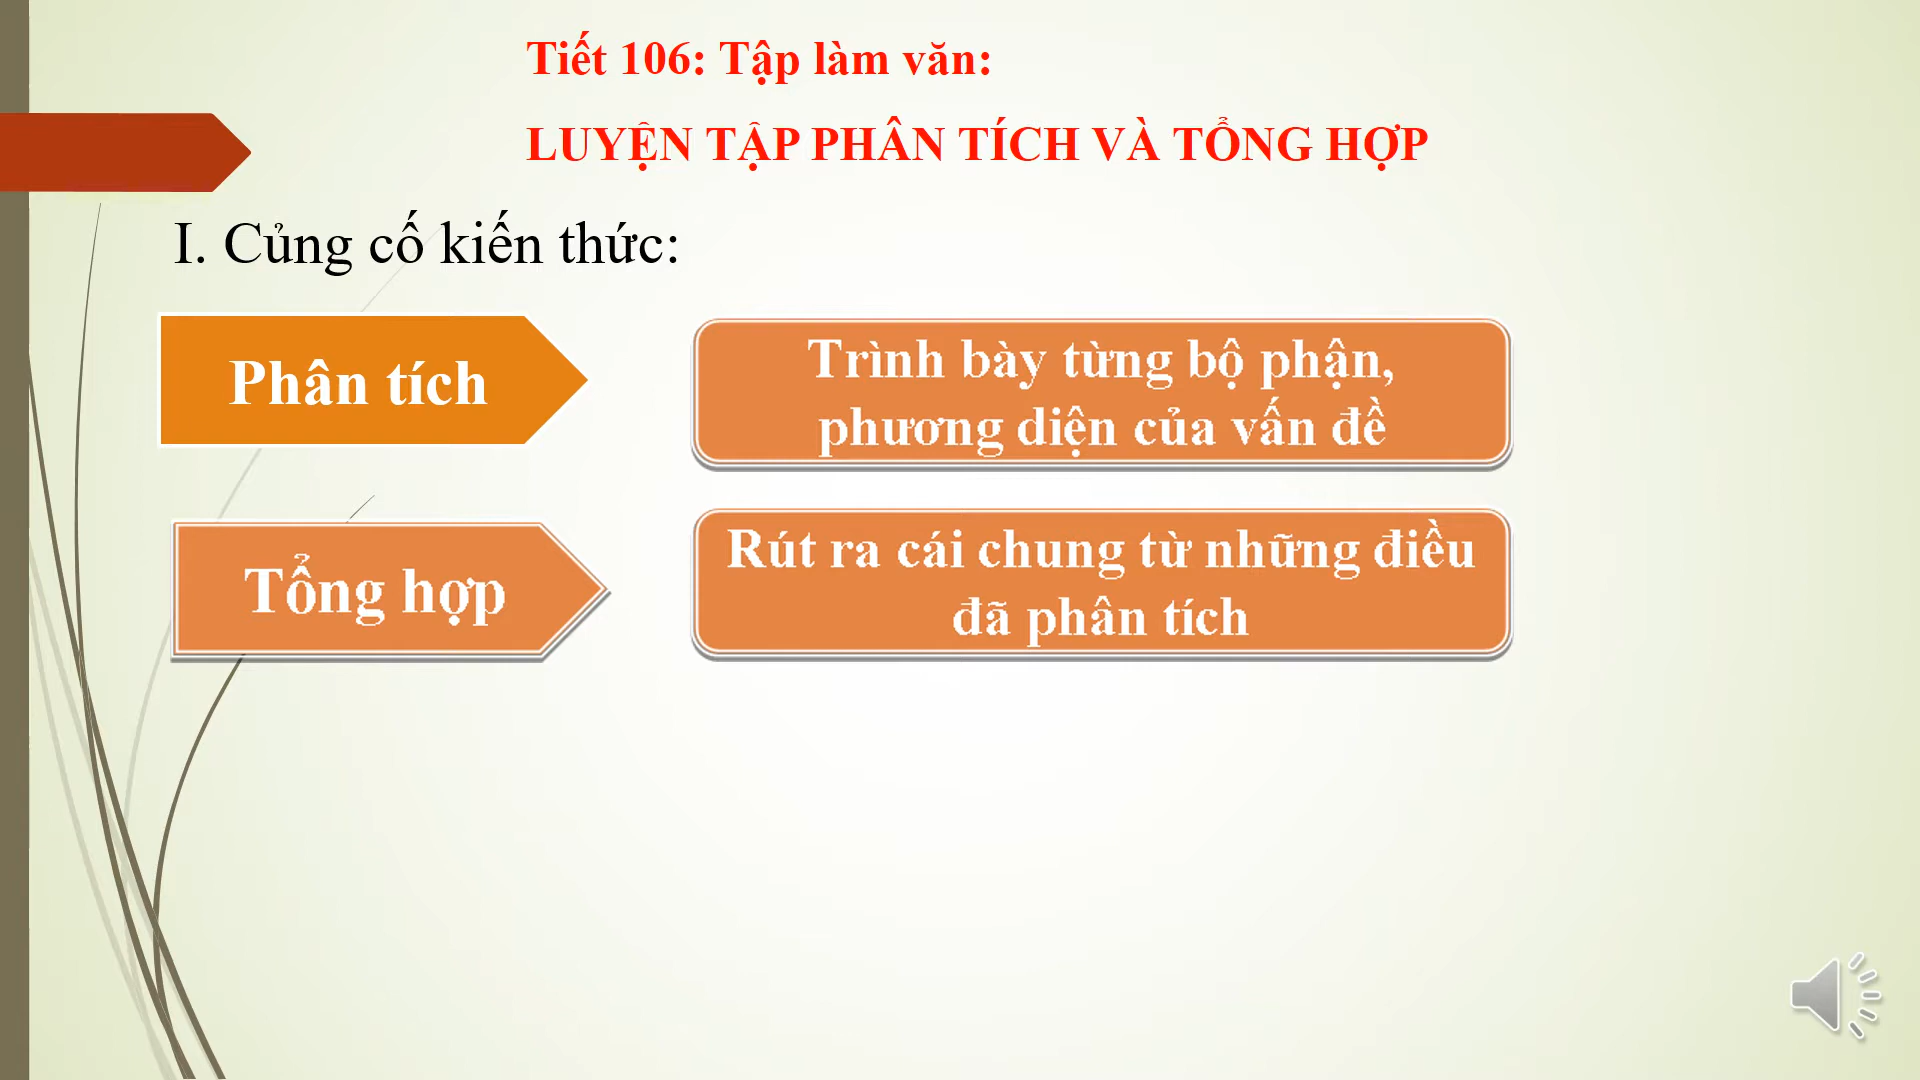 Tiết 106: Tập làm văn:
LUYỆN TẬP PHÂN TÍCH VÀ TỔNG HỢP
I. Củng cố kiến thức:
Phân tích
Trình bày từng bộ phận,
phương diện của vấn đề
Tổng hợp
Rút ra cái chung từ những điều
đã phân tích